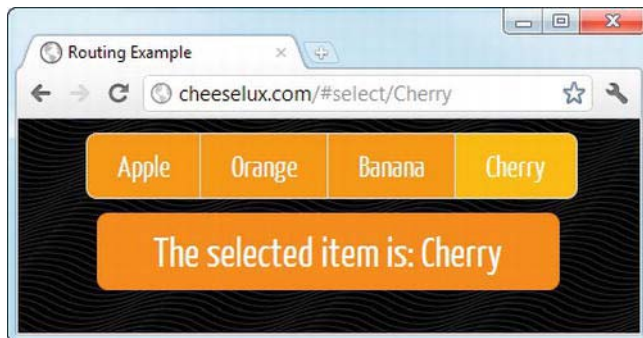 Routing Example
cheeselux.com/#select/Cherry
Apple Orange Banana Cherry
The selected item is: Cherry